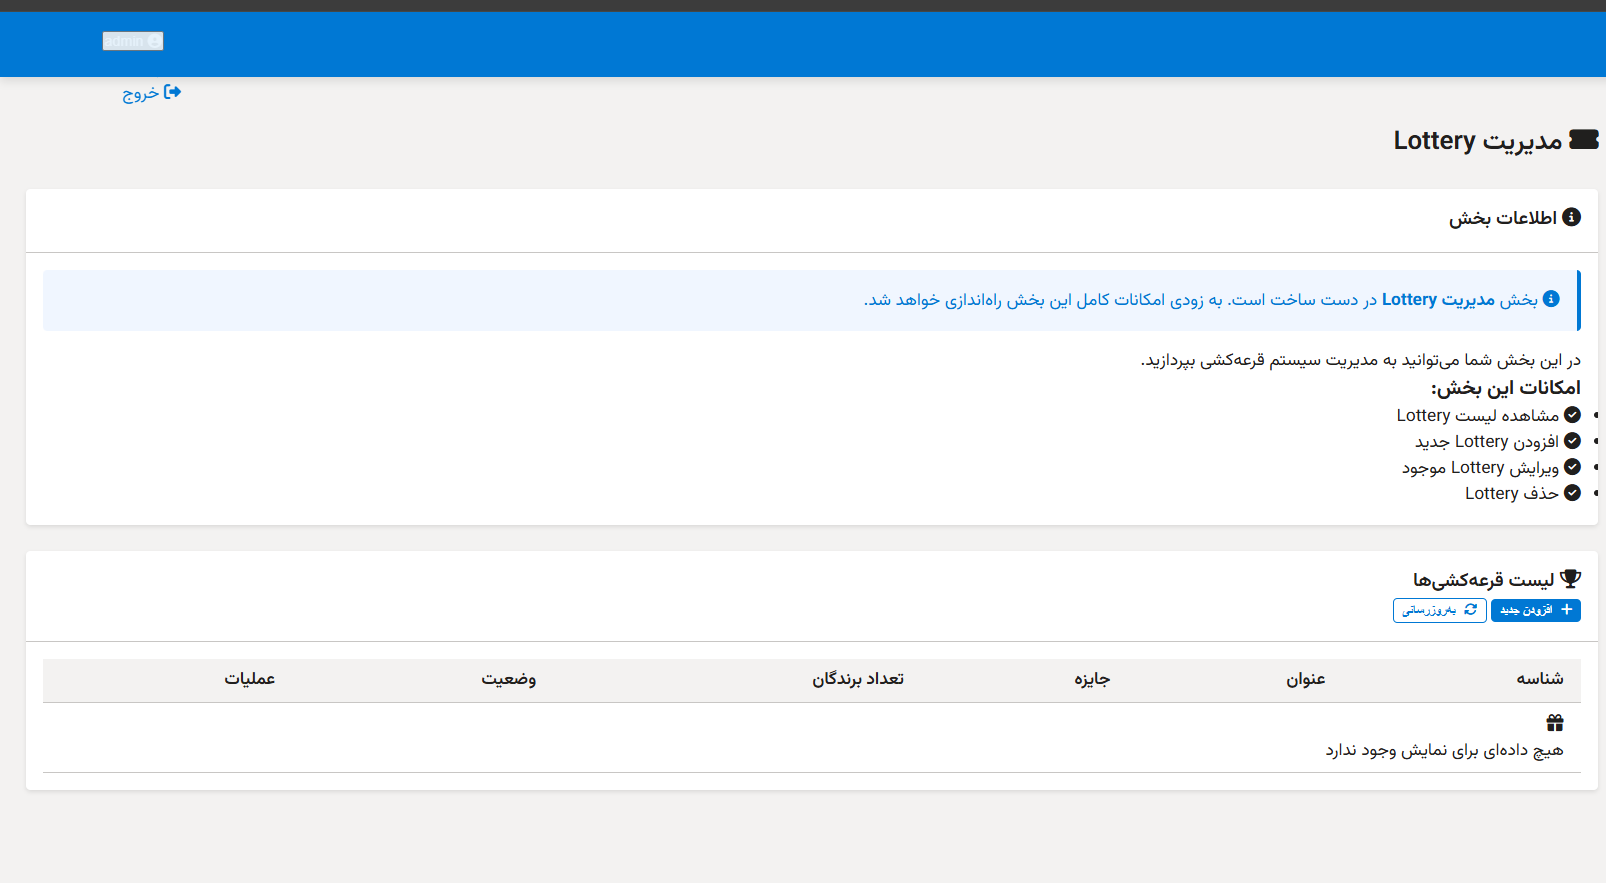 admin
خروج
مدیریت Lottery
اطلاعات بخش
بخش مدیریت Lottery در دست ساخت است. به زودی امکانات کامل این بخش راه‌اندازی خواهد شد.
در این بخش شما می‌توانید به مدیریت سیستم قرعه‌کشی بپردازید.
امکانات این بخش:
مشاهده لیست Lottery
افزودن Lottery جدید
ویرایش Lottery موجود
حذف Lottery
لیست قرعه‌کشی‌ها
افزودن جدید به‌روزرسانی
شناسه عنوان جایزه تعداد برندگان وضعیت عملیات
هیچ داده‌ای برای نمایش وجود ندارد